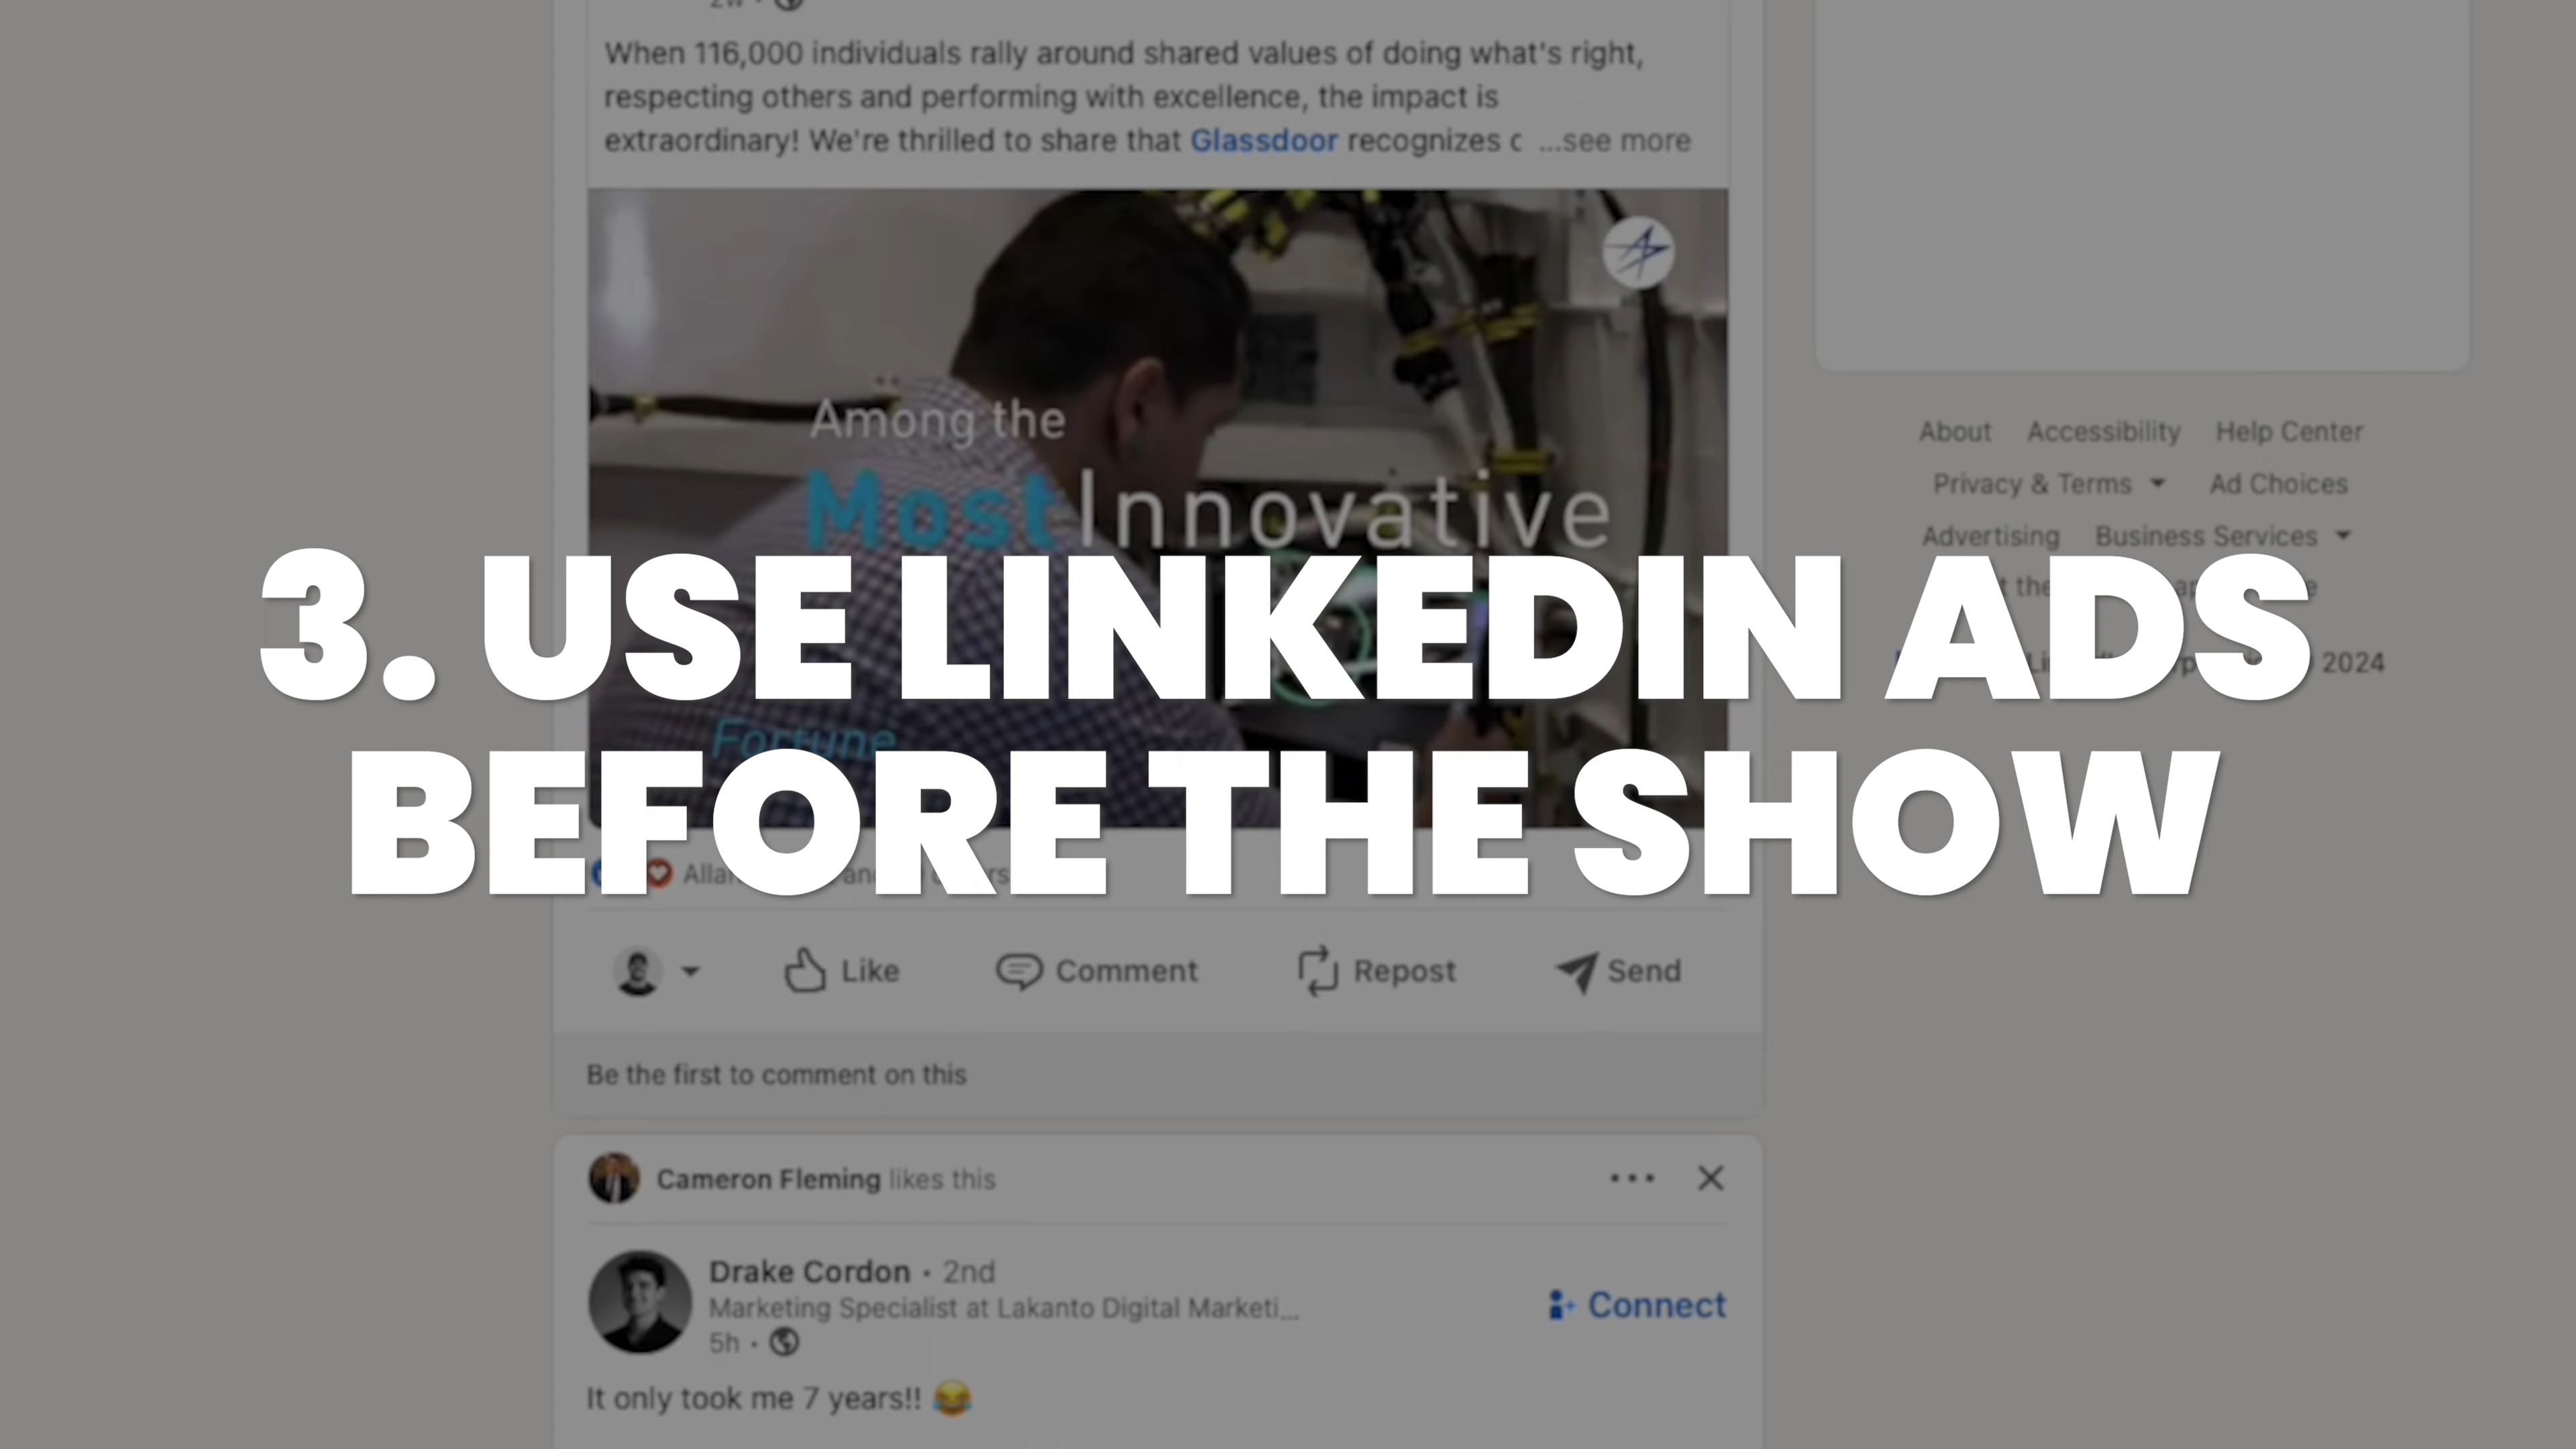 When 116,000 individuals rally around shared values of doing what's right,
respecting others and performing with excellence, the impact is
extraordinary! We're thrilled to share that Glassdoor recognizes c ...see more
Among the
Most Innovative
Fortune
About Accessibility Help Center
Privacy & Terms Ad Choices
Advertising Business Services
2024
3. USE LINKEDIN ADS
BEFORE THE SHOW
Like Comment Repost Send
Be the first to comment on this
Cameron Fleming likes this
Drake Cordon • 2nd
Marketing Specialist at Lakanto Digital Marketi...
Connect
5h •
It only took me 7 years!! 😂